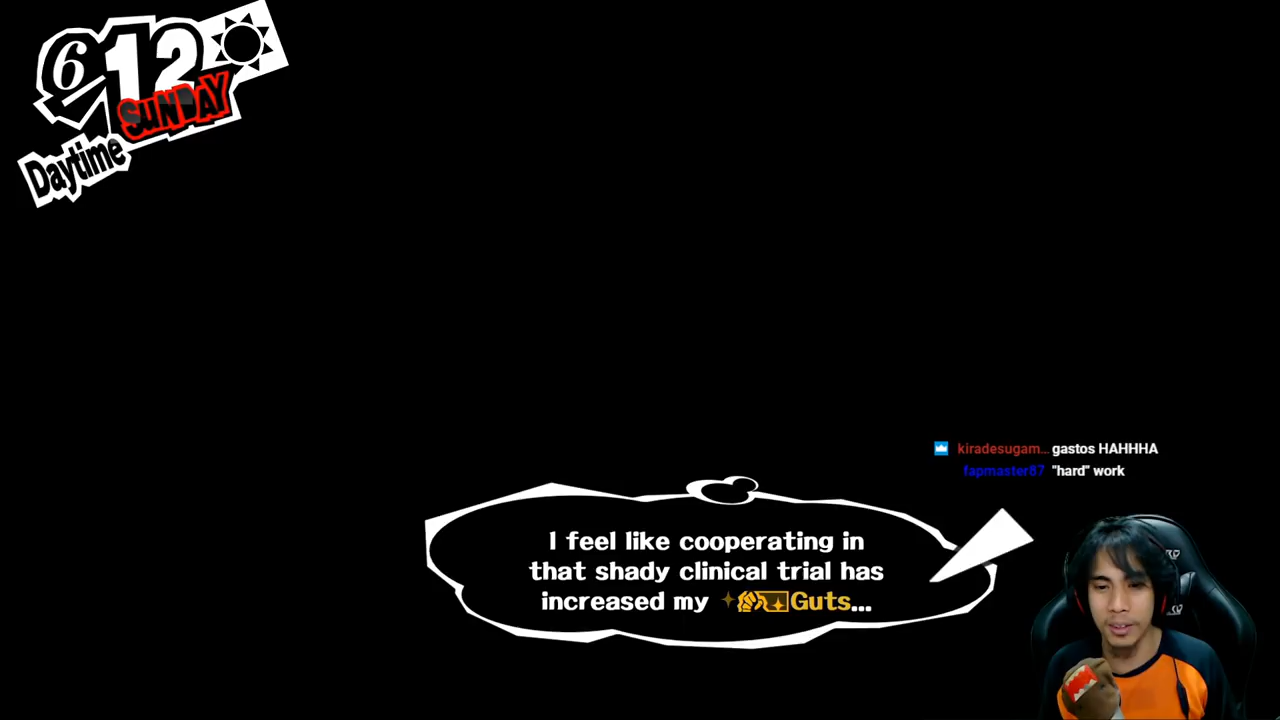 6 12
SUNDAY
Daytime
kiradesugam... gastos HAHHHA
fapmaster87 "hard" work
I feel like cooperating in
that shady clinical trial has
increased my Guts...